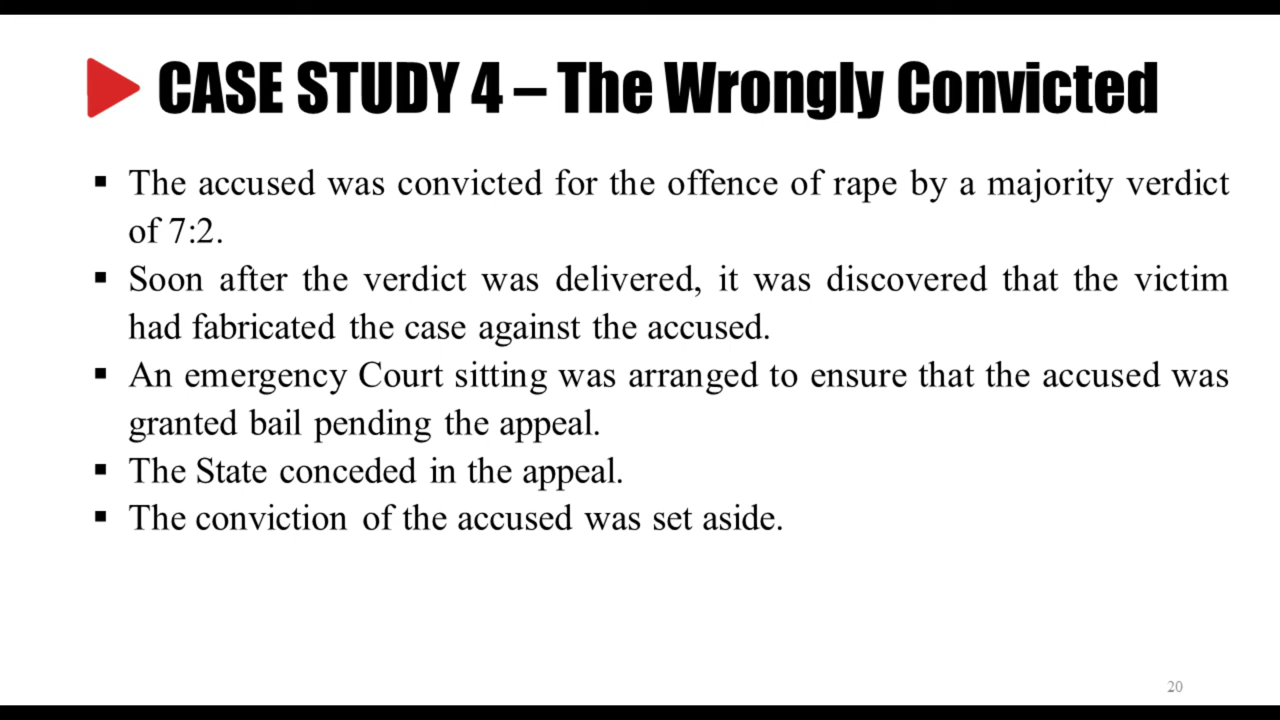 CASE STUDY 4 – The Wrongly Convicted
▪ The accused was convicted for the offence of rape by a majority verdict
of 7:2.
▪ Soon after the verdict was delivered, it was discovered that the victim
had fabricated the case against the accused.
▪ An emergency Court sitting was arranged to ensure that the accused was
granted bail pending the appeal.
▪ The State conceded in the appeal.
▪ The conviction of the accused was set aside.
20